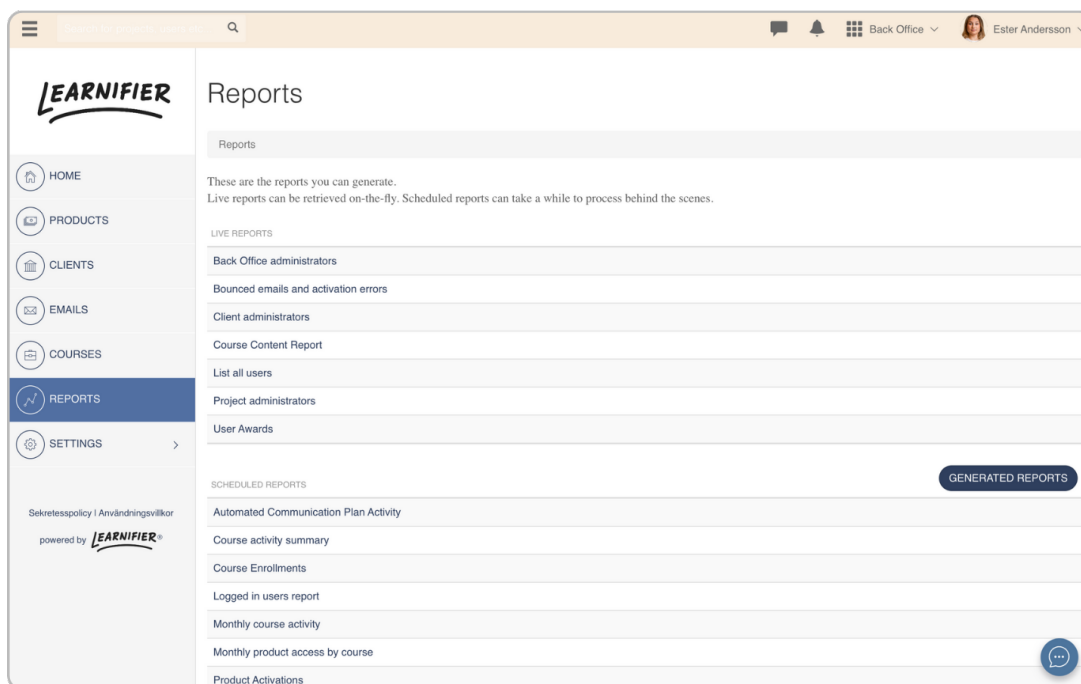 Back Office
Ester Andersson
LEARNIFIER
Reports
Reports
HOME
PRODUCTS
CLIENTS
EMAILS
COURSES
REPORTS
SETTINGS
Sekretesspolicy | Användningsvillkor
powered by LEARNIFIER®
These are the reports you can generate.
Live reports can be retrieved on-the-fly. Scheduled reports can take a while to process behind the scenes.
LIVE REPORTS
Back Office administrators
Bounced emails and activation errors
Client administrators
Course Content Report
List all users
Project administrators
User Awards
SCHEDULED REPORTS
GENERATED REPORTS
Automated Communication Plan Activity
Course activity summary
Course Enrollments
Logged in users report
Monthly course activity
Monthly product access by course
Product Activations